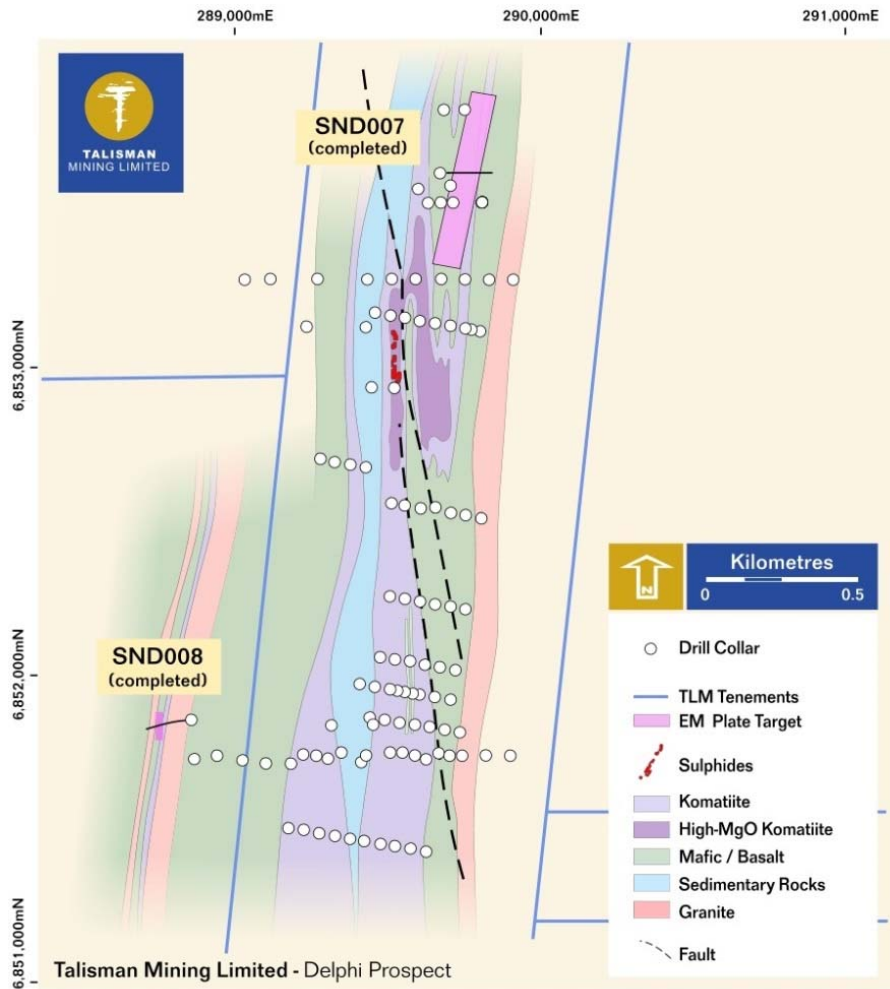 289,000mE
290,000mE
291,000mE
TALISMAN
MINING LIMITED
SND007
(completed)
6,853,000mN
SND008
(completed)
6,852,000mN
6,851,000mN
N
Kilometres
0
0.5
Drill Collar
TLM Tenements
EM Plate Target
Sulphides
Komatiite
High-MgO Komatiite
Mafic / Basalt
Sedimentary Rocks
Granite
Fault
Talisman Mining Limited - Delphi Prospect